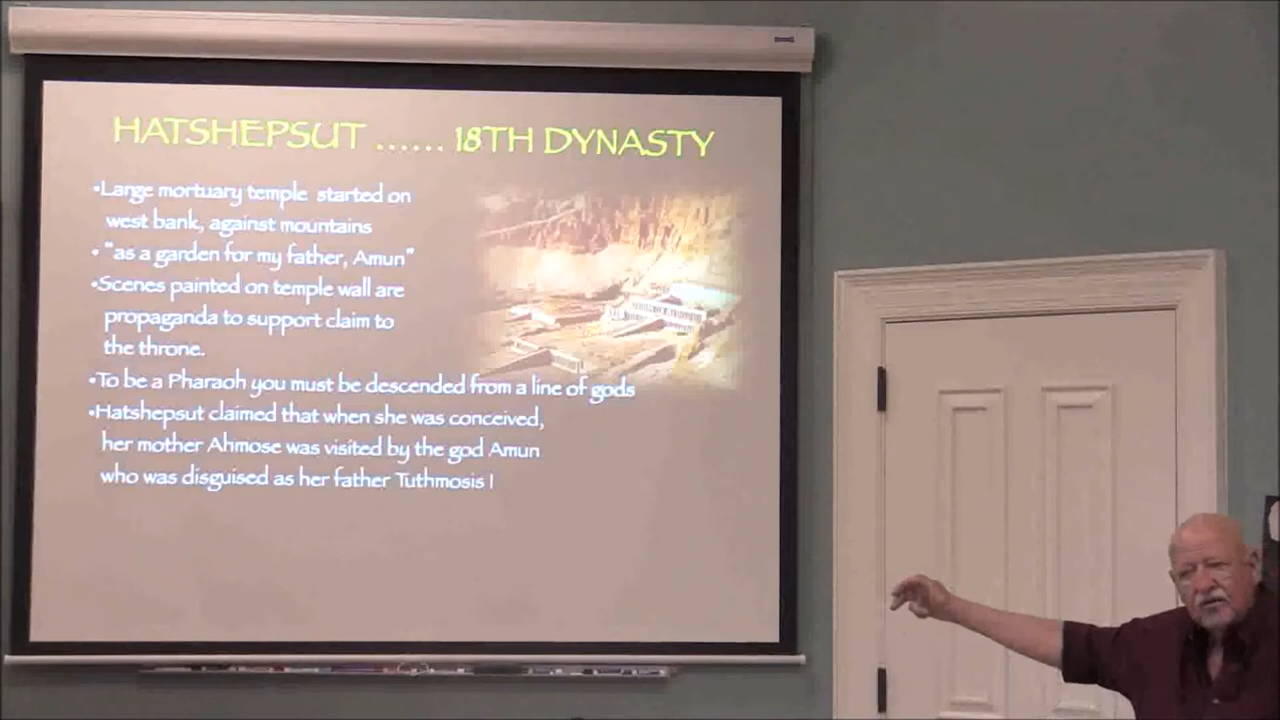 HATSHEPSUT ...... 18TH DYNASTY
•Large mortuary temple started on
west bank, against mountains
• "as a garden for my father, Amun"
•Scenes painted on temple wall are
propaganda to support claim to
the throne.
•To be a Pharaoh you must be descended from a line of gods
•Hatshepsut claimed that when she was conceived,
her mother Ahmose was visited by the god Amun
who was disguised as her father Tuthmosis I